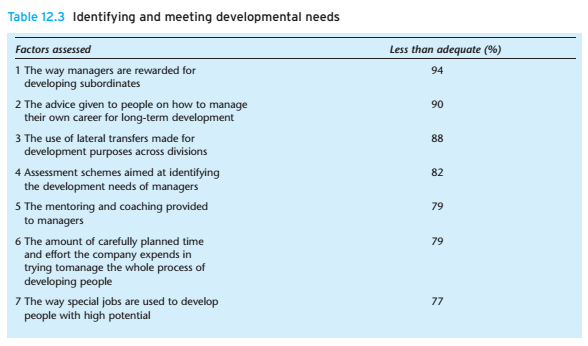 Table 12.3 Identifying and meeting developmental needs
Factors assessed Less than adequate (%)
1 The way managers are rewarded for 94
developing subordinates
2 The advice given to people on how to manage 90
their own career for long-term development
3 The use of lateral transfers made for 88
development purposes across divisions
4 Assessment schemes aimed at identifying 82
the development needs of managers
5 The mentoring and coaching provided 79
to managers
6 The amount of carefully planned time 79
and effort the company expends in
trying tomanage the whole process of
developing people
7 The way special jobs are used to develop 77
people with high potential